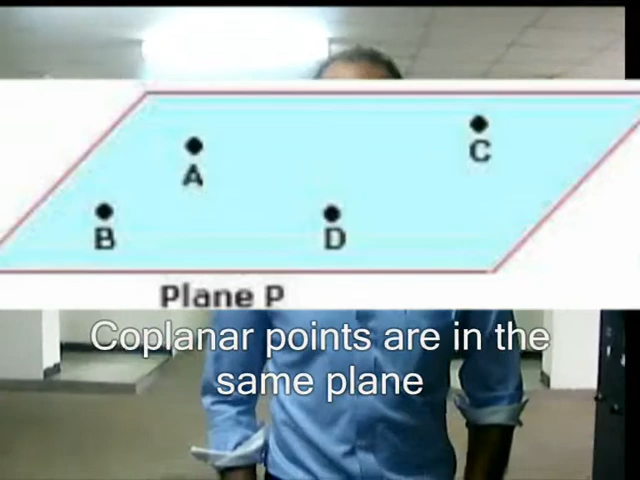 A
C
B
D
Plane P
Coplanar points are in the
same plane